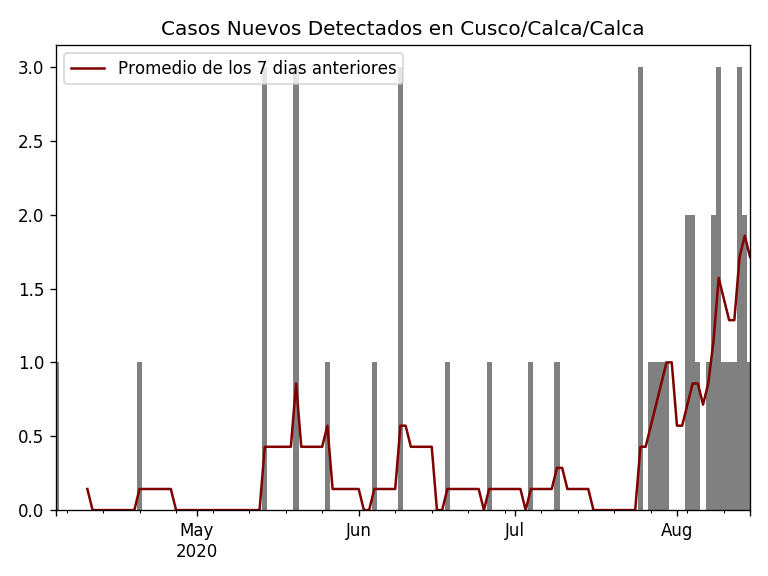 Casos Nuevos Detectados en Cusco/Calca/Calca
Promedio de los 7 dias anteriores
3.0
2.5
2.0
1.5
1.0
0.5
0.0
May Jun Jul Aug
2020